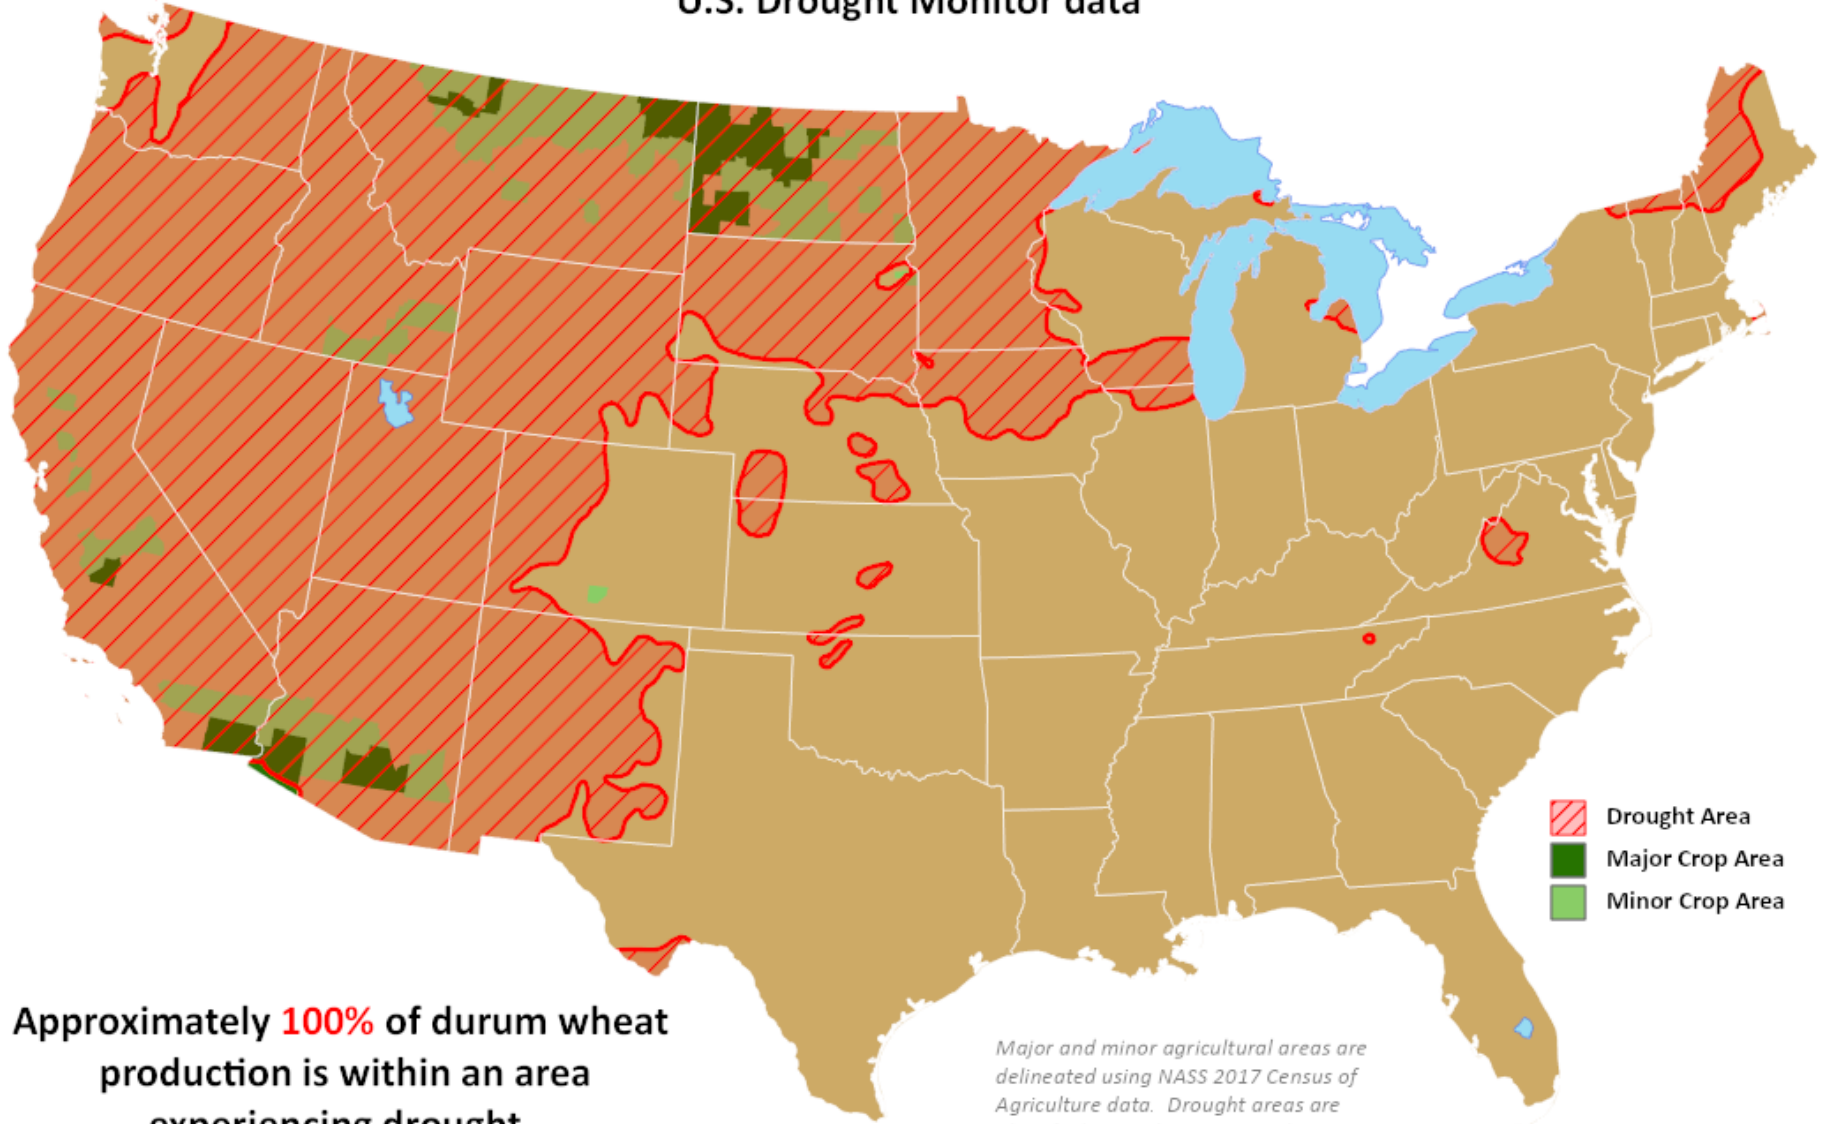 U.S. Drought Monitor data
Drought Area
Major Crop Area
Minor Crop Area
Approximately 100% of durum wheat
production is within an area
experiencing drought
Major and minor agricultural areas are
delineated using NASS 2017 Census of
Agriculture data. Drought areas are